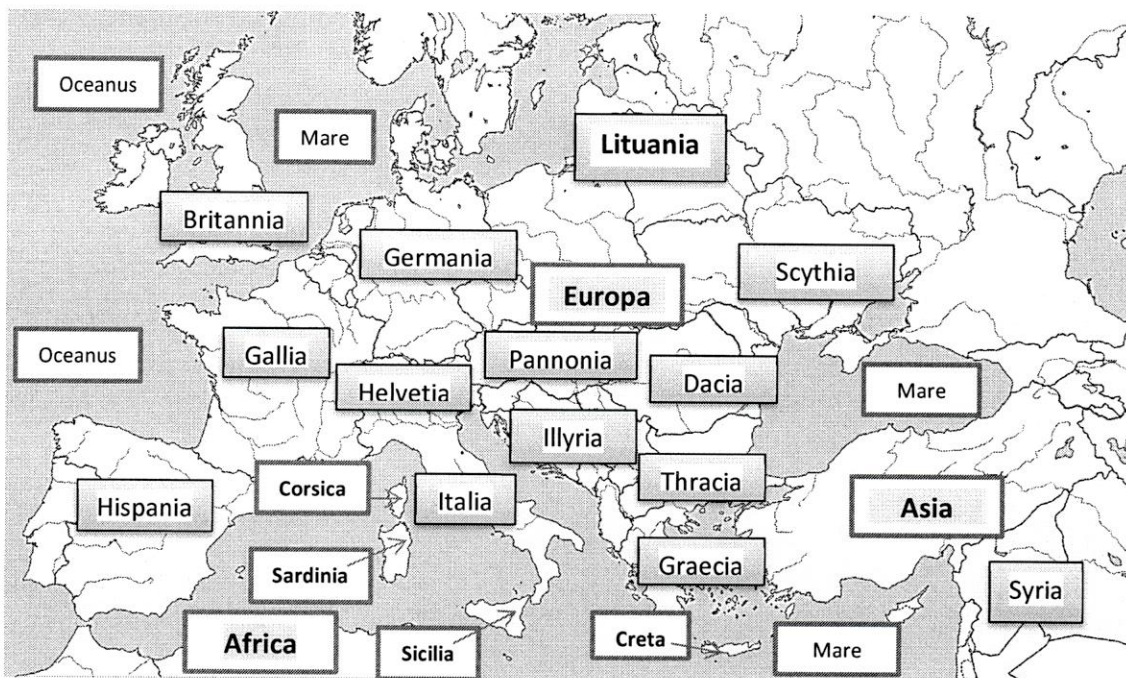 Oceanus
Mare
Lituania
Britannia
Germania
Scythia
Europa
Oceanus
Gallia
Pannonia
Helvetia
Dacia
Mare
Illyria
Corsica
Italia
Thracia
Hispania
Asia
Sardinia
Graecia
Syria
Africa
Sicilia
Creta
Mare